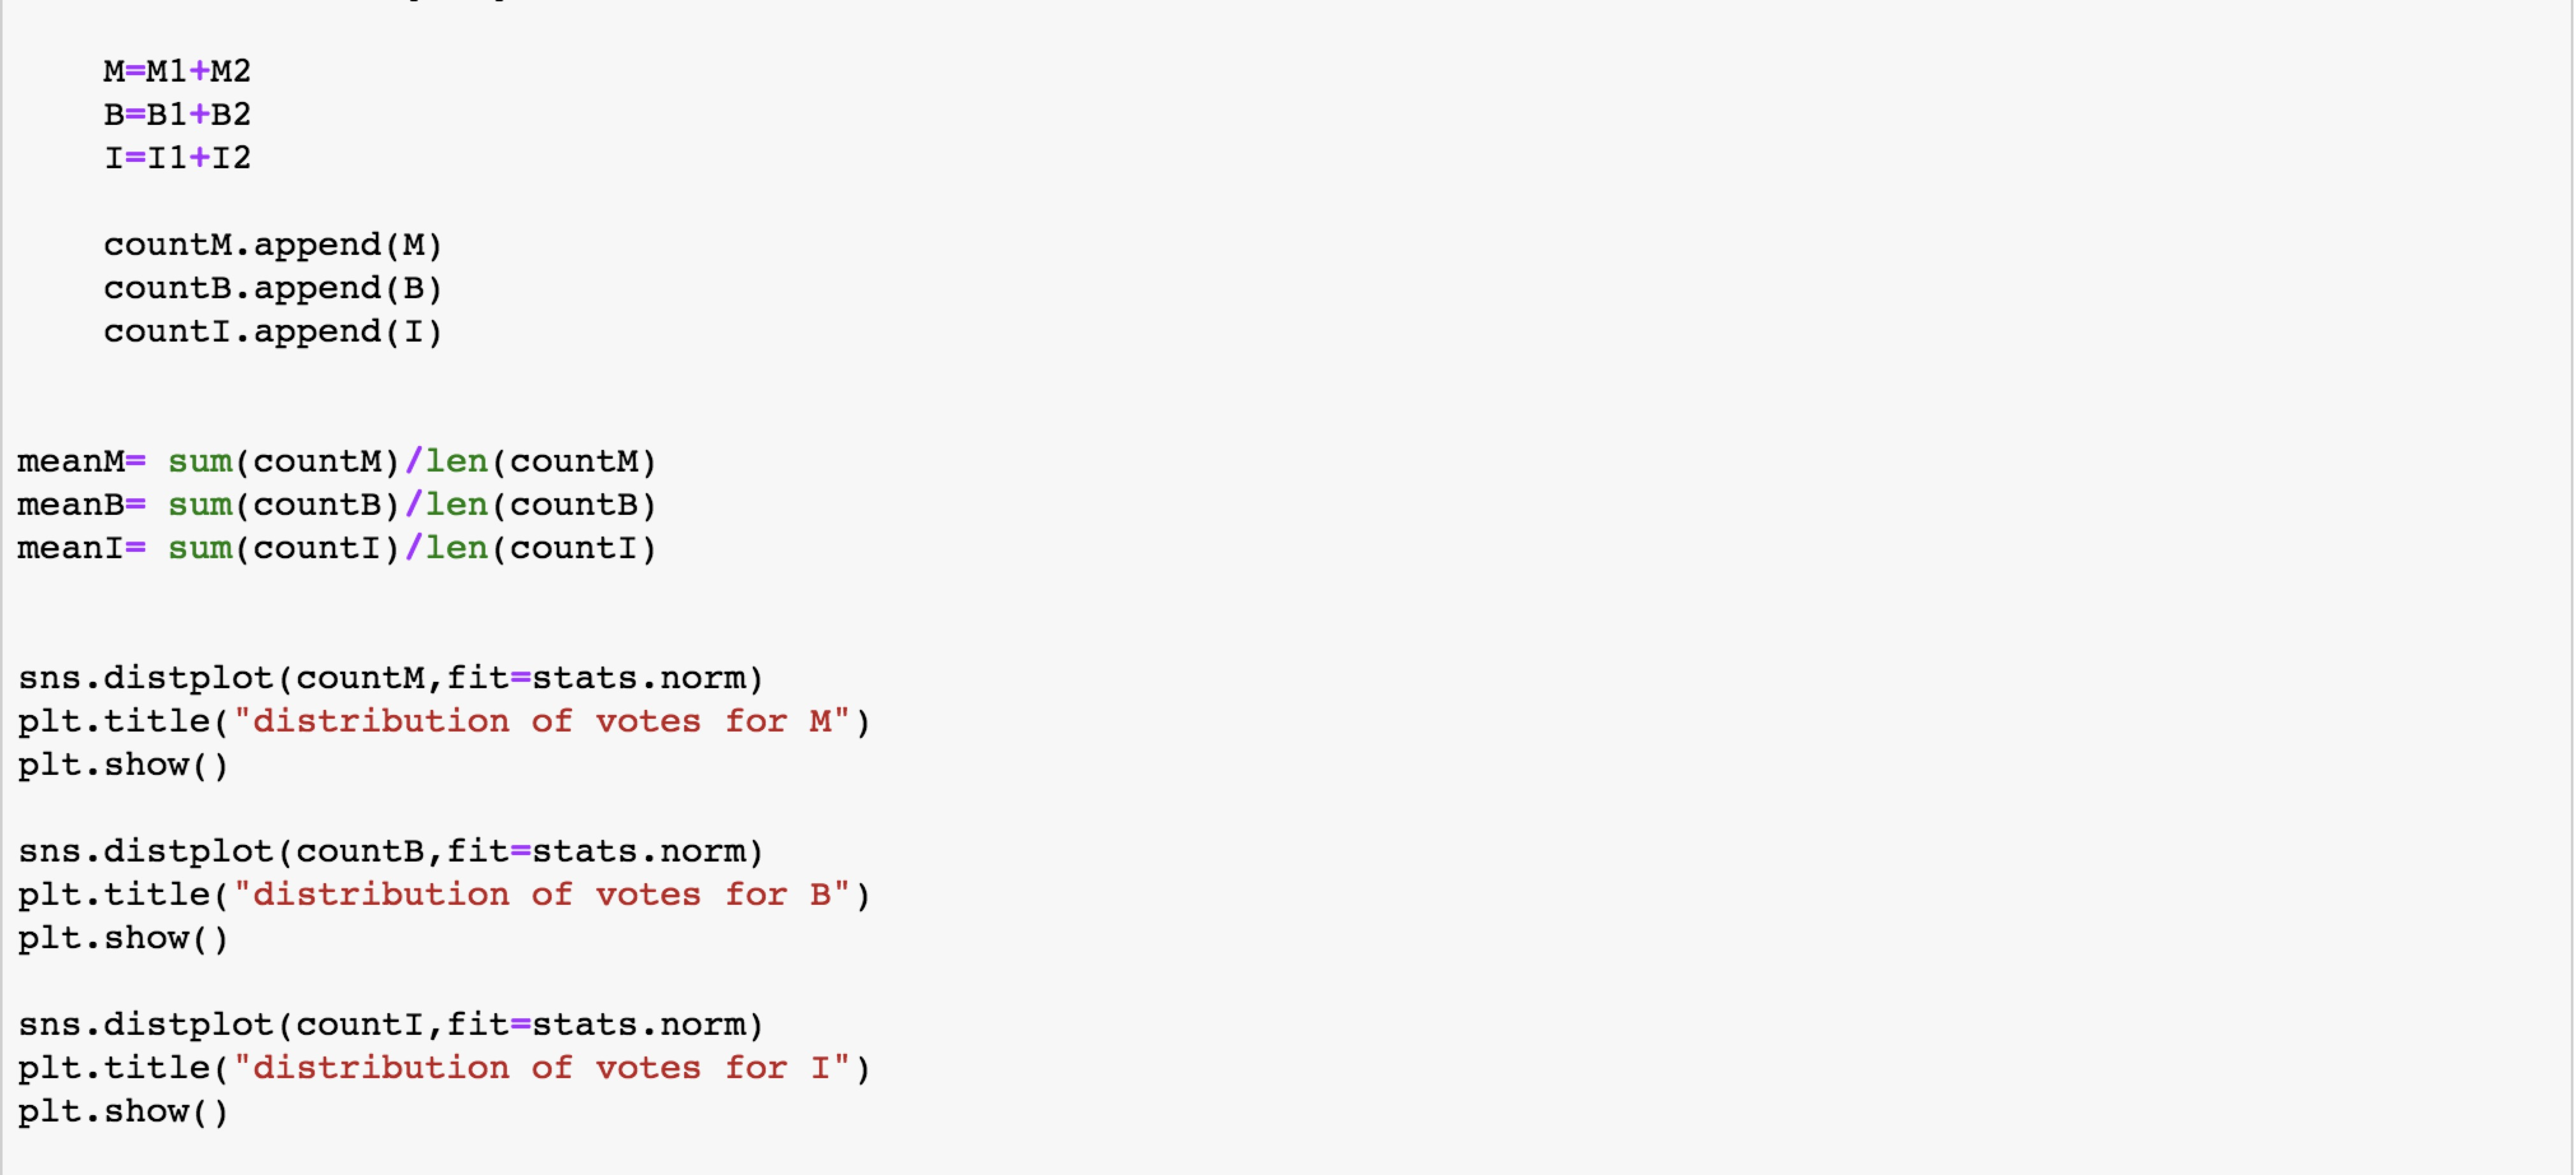 M=M1+M2
B=B1+B2
I=I1+I2
countM.append(M)
countB.append(B)
countI.append(I)
meanM= sum(countM)/len(countM)
meanB= sum(countB)/len(countB)
meanI= sum(countI)/len(countI)
sns.distplot(countM,fit=stats.norm)
plt.title("distribution of votes for M")
plt.show()
sns.distplot(countB,fit=stats.norm)
plt.title("distribution of votes for B")
plt.show()
sns.distplot(countI,fit=stats.norm)
plt.title("distribution of votes for I")
plt.show()